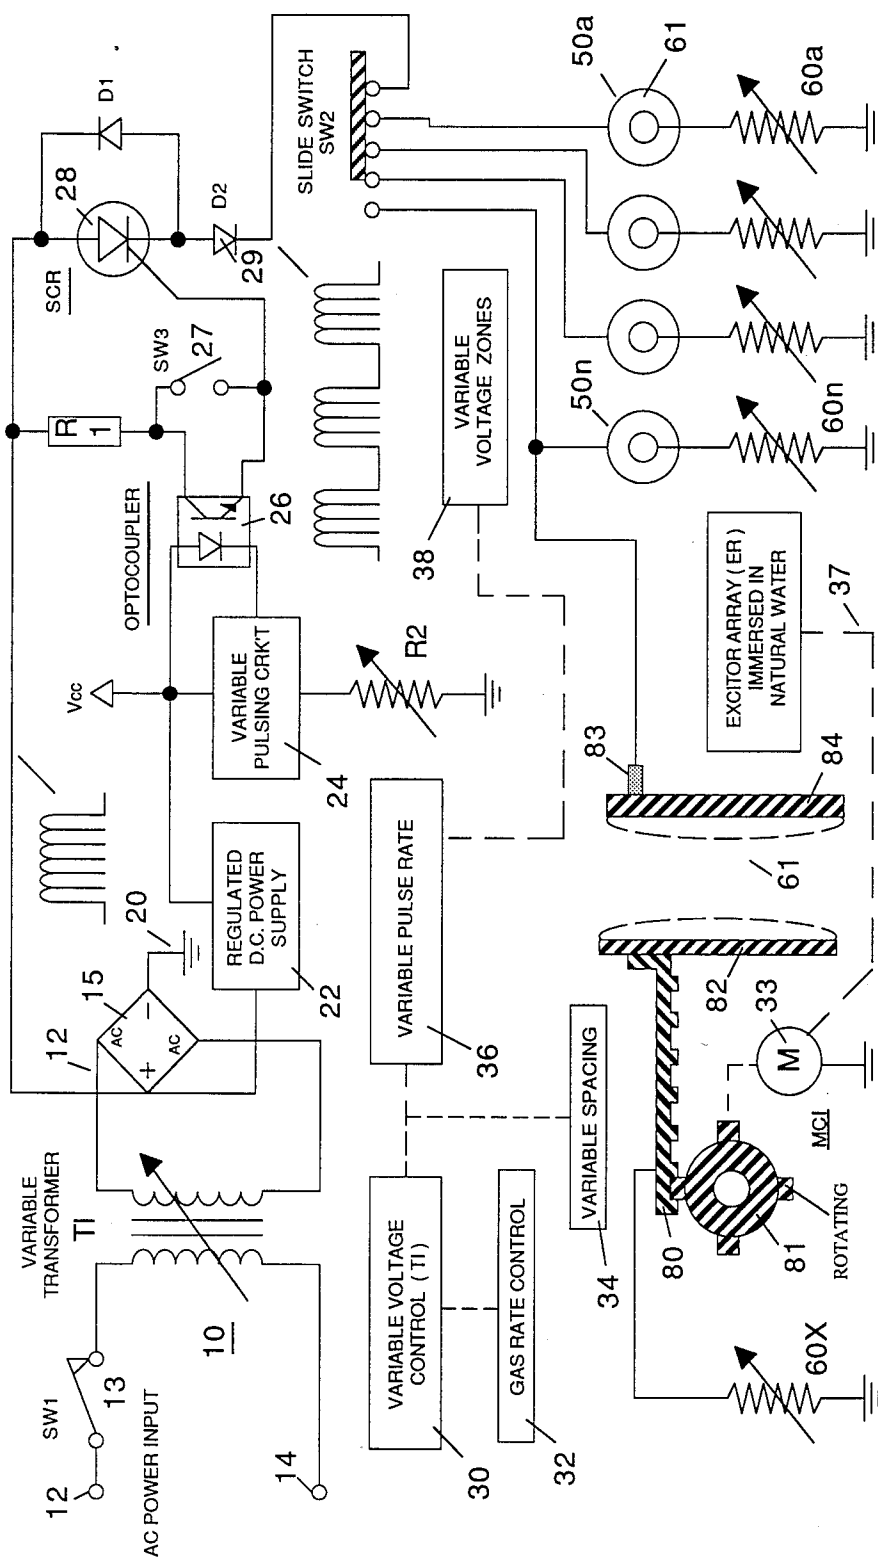 12
SW1
13
AC POWER INPUT
14
10
VARIABLE
TRANSFORMER
TI
12
AC
AC
+
−
15
20
REGULATED
D.C. POWER
SUPPLY
22
Vcc
VARIABLE
PULSING CRK'T
24
R2
OPTOCOUPLER
26
R
1
SW3
27
SCR
28
D1
D2
29
SLIDE SWITCH
SW2
VARIABLE VOLTAGE
CONTROL ( TI )
30
GAS RATE CONTROL
32
VARIABLE SPACING
34
VARIABLE PULSE RATE
36
VARIABLE
VOLTAGE ZONES
38
50n
50a
61
60n
60a
EXCITOR ARRAY ( ER )
IMMERSED IN
NATURAL WATER
37
83
84
61
82
33
M
MCI
80
81
ROTATING
60X